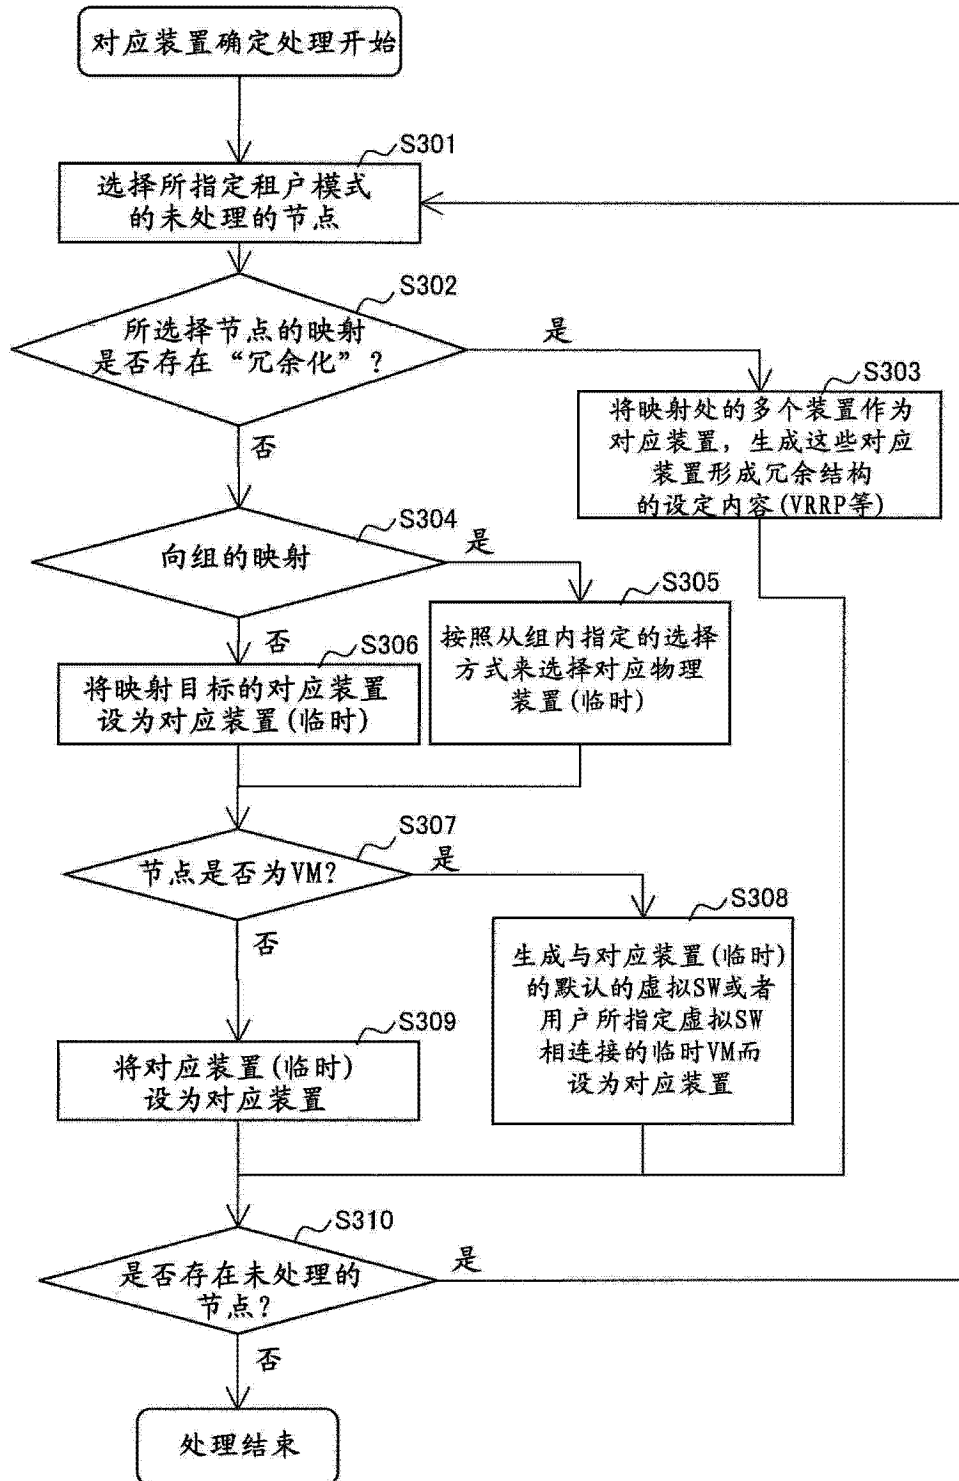 对应装置确定处理开始
S301
选择所指定租户模式
的未处理的节点
S302
所选择节点的映射
是否存在“冗余化”？
是
否
S303
将映射处的多个装置作为
对应装置，生成这些对应
装置形成冗余结构
的设定内容(VRRP等)
S304
向组的映射
是
否
S305
按照从组内指定的选择
方式来选择对应物理
装置(临时)
S306
将映射目标的对应装置
设为对应装置(临时)
S307
节点是否为VM？
是
否
S308
生成与对应装置(临时)
的默认的虚拟SW或者
用户所指定虚拟SW
相连接的临时VM而
设为对应装置
S309
将对应装置(临时)
设为对应装置
S310
是否存在未处理的
节点？
是
否
处理结束